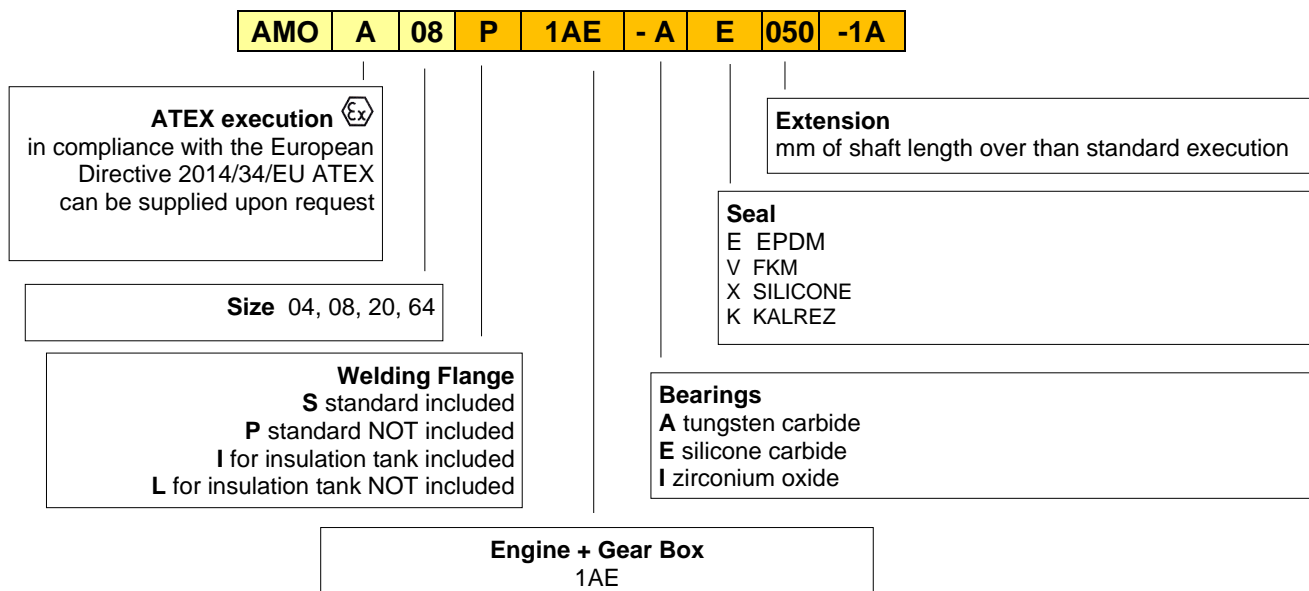 AMO A 08 P 1AE - A E 050 -1A
ATEX execution Ex
in compliance with the European
Directive 2014/34/EU ATEX
can be supplied upon request
Extension
mm of shaft length over than standard execution
Seal
E EPDM
V FKM
X SILICONE
K KALREZ
Size 04, 08, 20, 64
Welding Flange
S standard included
P standard NOT included
I for insulation tank included
L for insulation tank NOT included
Bearings
A tungsten carbide
E silicone carbide
I zirconium oxide
Engine + Gear Box
1AE